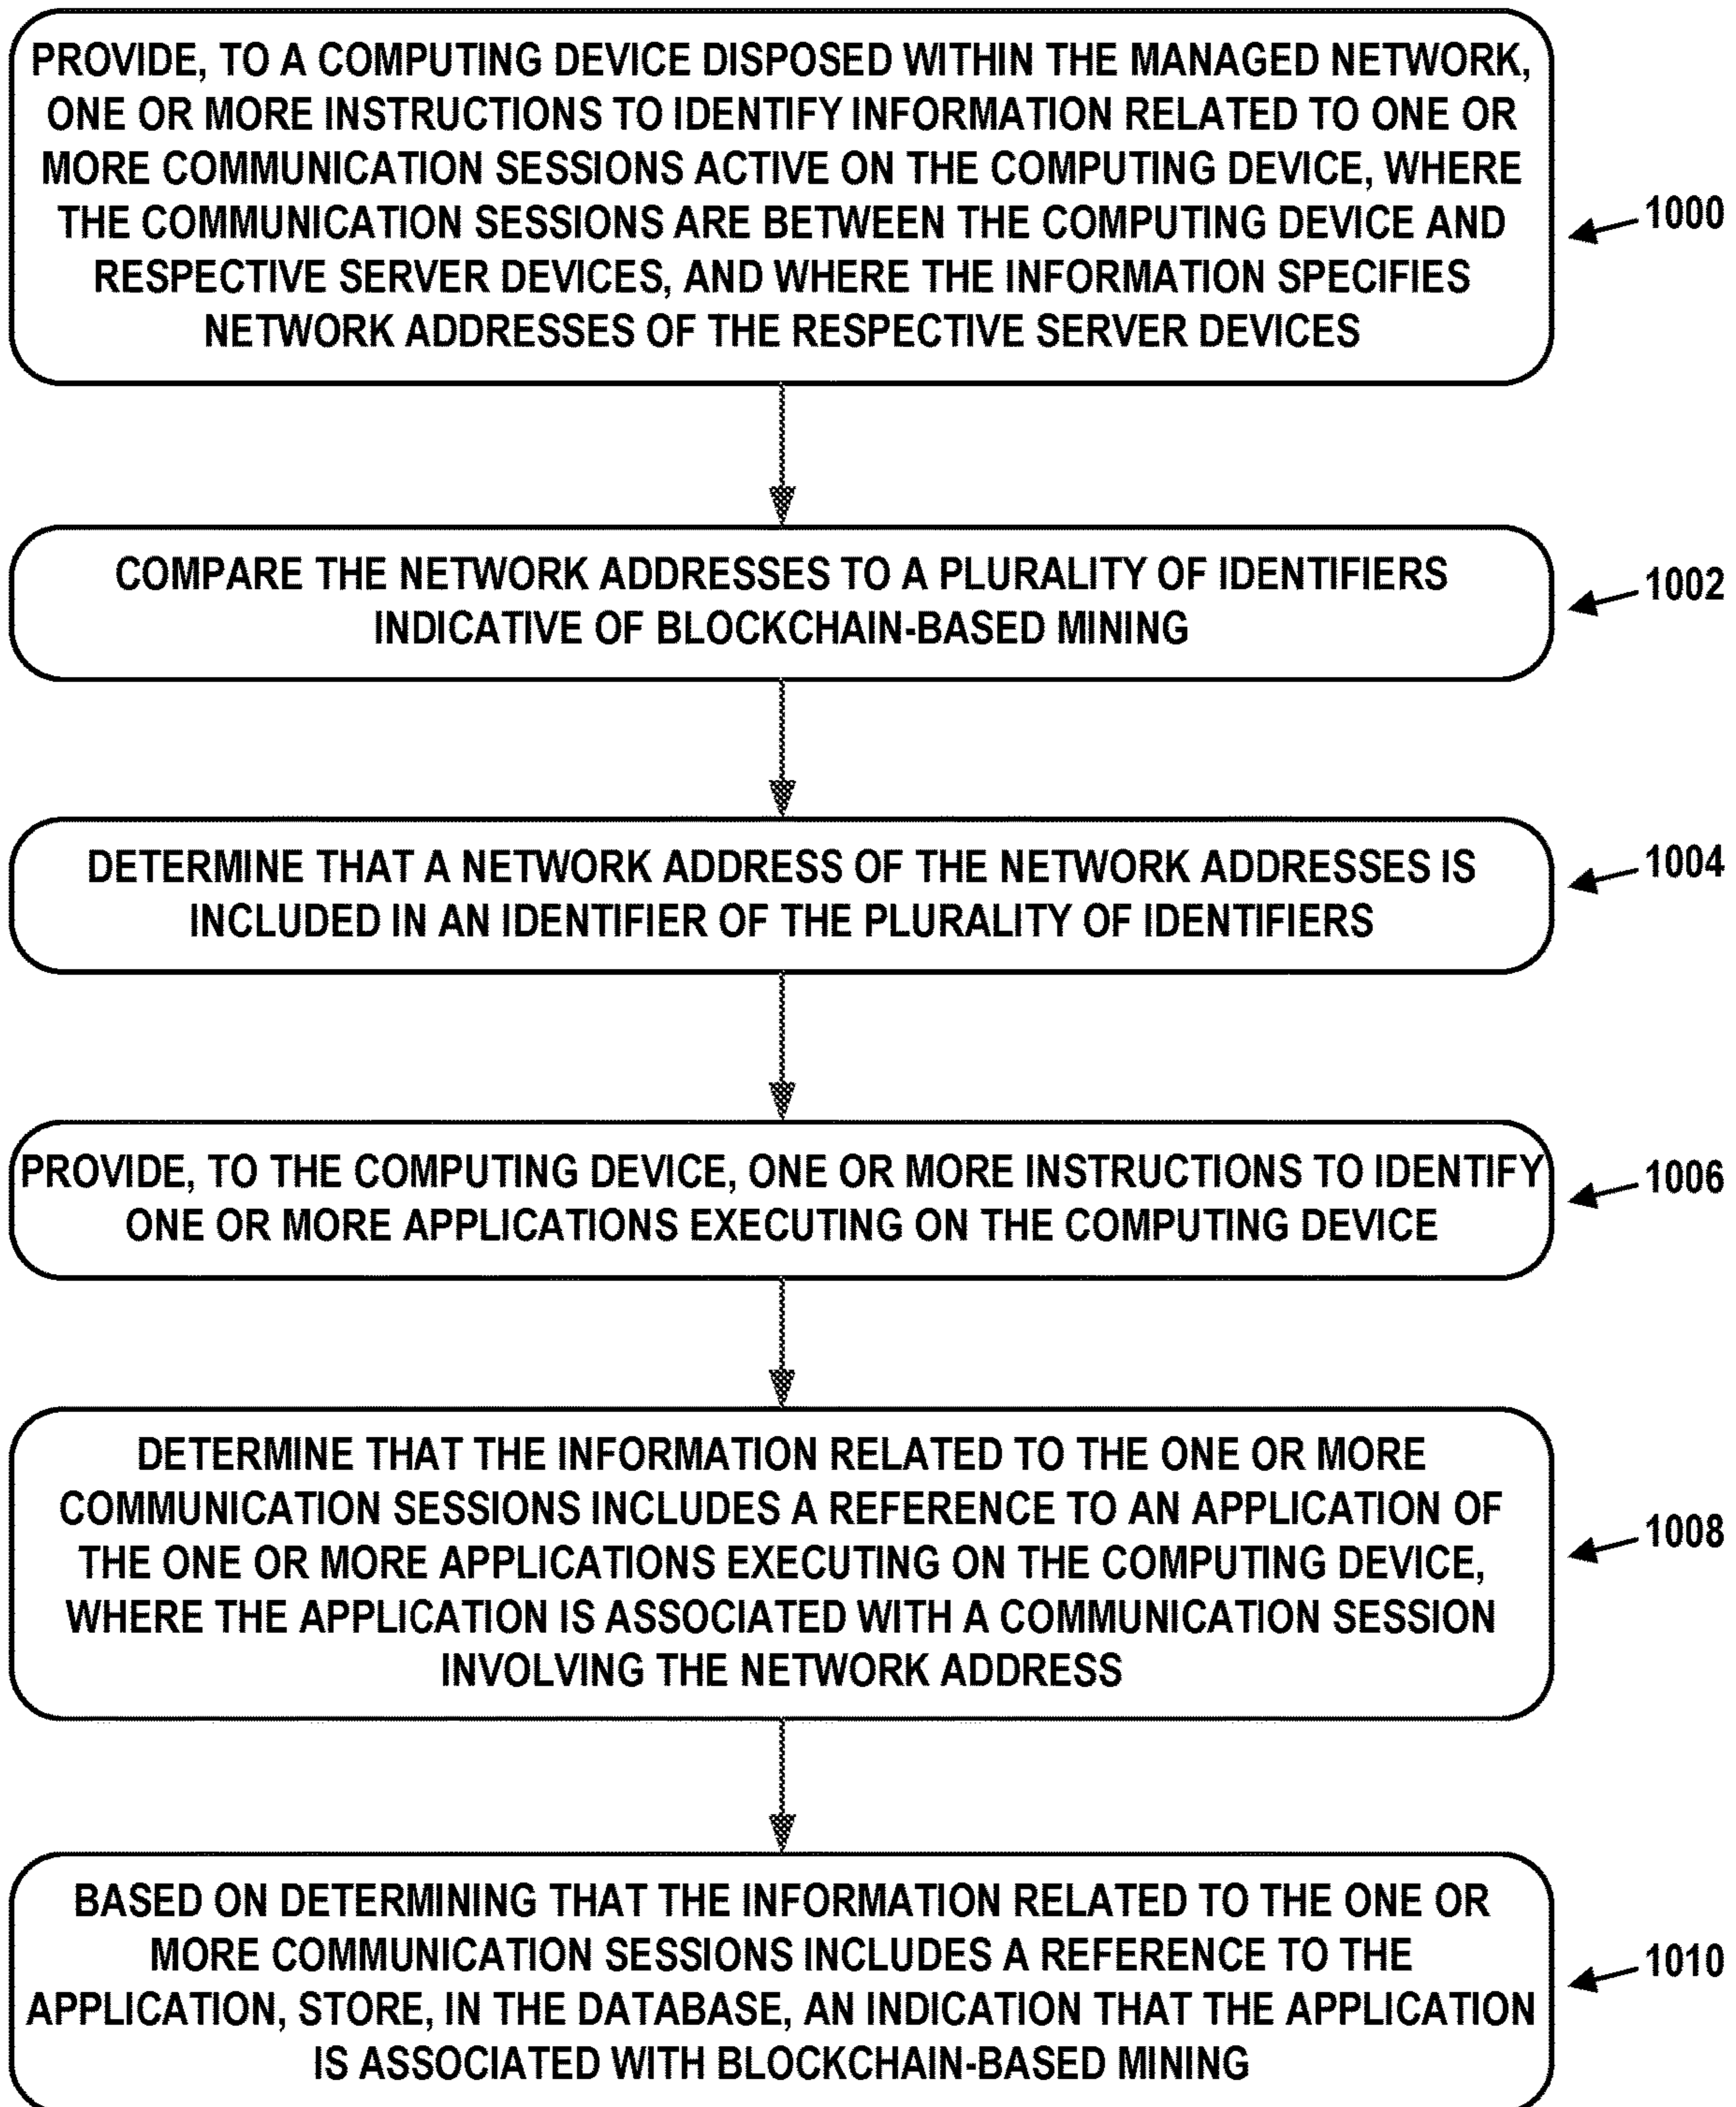 PROVIDE, TO A COMPUTING DEVICE DISPOSED WITHIN THE MANAGED NETWORK,
ONE OR MORE INSTRUCTIONS TO IDENTIFY INFORMATION RELATED TO ONE OR
MORE COMMUNICATION SESSIONS ACTIVE ON THE COMPUTING DEVICE, WHERE
THE COMMUNICATION SESSIONS ARE BETWEEN THE COMPUTING DEVICE AND
RESPECTIVE SERVER DEVICES, AND WHERE THE INFORMATION SPECIFIES
NETWORK ADDRESSES OF THE RESPECTIVE SERVER DEVICES
1000
COMPARE THE NETWORK ADDRESSES TO A PLURALITY OF IDENTIFIERS
INDICATIVE OF BLOCKCHAIN-BASED MINING
1002
DETERMINE THAT A NETWORK ADDRESS OF THE NETWORK ADDRESSES IS
INCLUDED IN AN IDENTIFIER OF THE PLURALITY OF IDENTIFIERS
1004
PROVIDE, TO THE COMPUTING DEVICE, ONE OR MORE INSTRUCTIONS TO IDENTIFY
ONE OR MORE APPLICATIONS EXECUTING ON THE COMPUTING DEVICE
1006
DETERMINE THAT THE INFORMATION RELATED TO THE ONE OR MORE
COMMUNICATION SESSIONS INCLUDES A REFERENCE TO AN APPLICATION OF
THE ONE OR MORE APPLICATIONS EXECUTING ON THE COMPUTING DEVICE,
WHERE THE APPLICATION IS ASSOCIATED WITH A COMMUNICATION SESSION
INVOLVING THE NETWORK ADDRESS
1008
BASED ON DETERMINING THAT THE INFORMATION RELATED TO THE ONE OR
MORE COMMUNICATION SESSIONS INCLUDES A REFERENCE TO THE
APPLICATION, STORE, IN THE DATABASE, AN INDICATION THAT THE APPLICATION
IS ASSOCIATED WITH BLOCKCHAIN-BASED MINING
1010